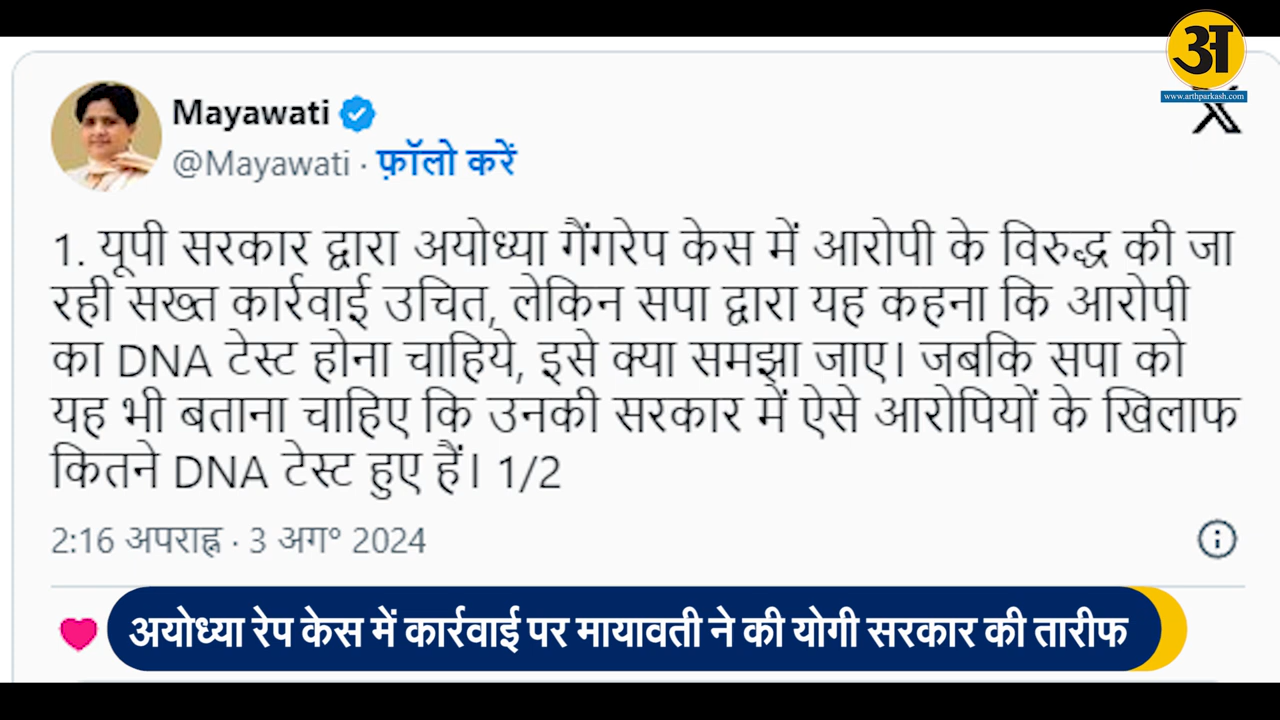 अ
www.arthparkash.com
Mayawati
@Mayawati · फ़ॉलो करें
1. यूपी सरकार द्वारा अयोध्या गैंगरेप केस में आरोपी के विरुद्ध की जा
रही सख्त कार्रवाई उचित, लेकिन सपा द्वारा यह कहना कि आरोपी
का DNA टेस्ट होना चाहिये, इसे क्या समझा जाए। जबकि सपा को
यह भी बताना चाहिए कि उनकी सरकार में ऐसे आरोपियों के खिलाफ
कितने DNA टेस्ट हुए हैं। 1/2
2:16 अपराह्न · 3 अग॰ 2024
अयोध्या रेप केस में कार्रवाई पर मायावती ने की योगी सरकार की तारीफ